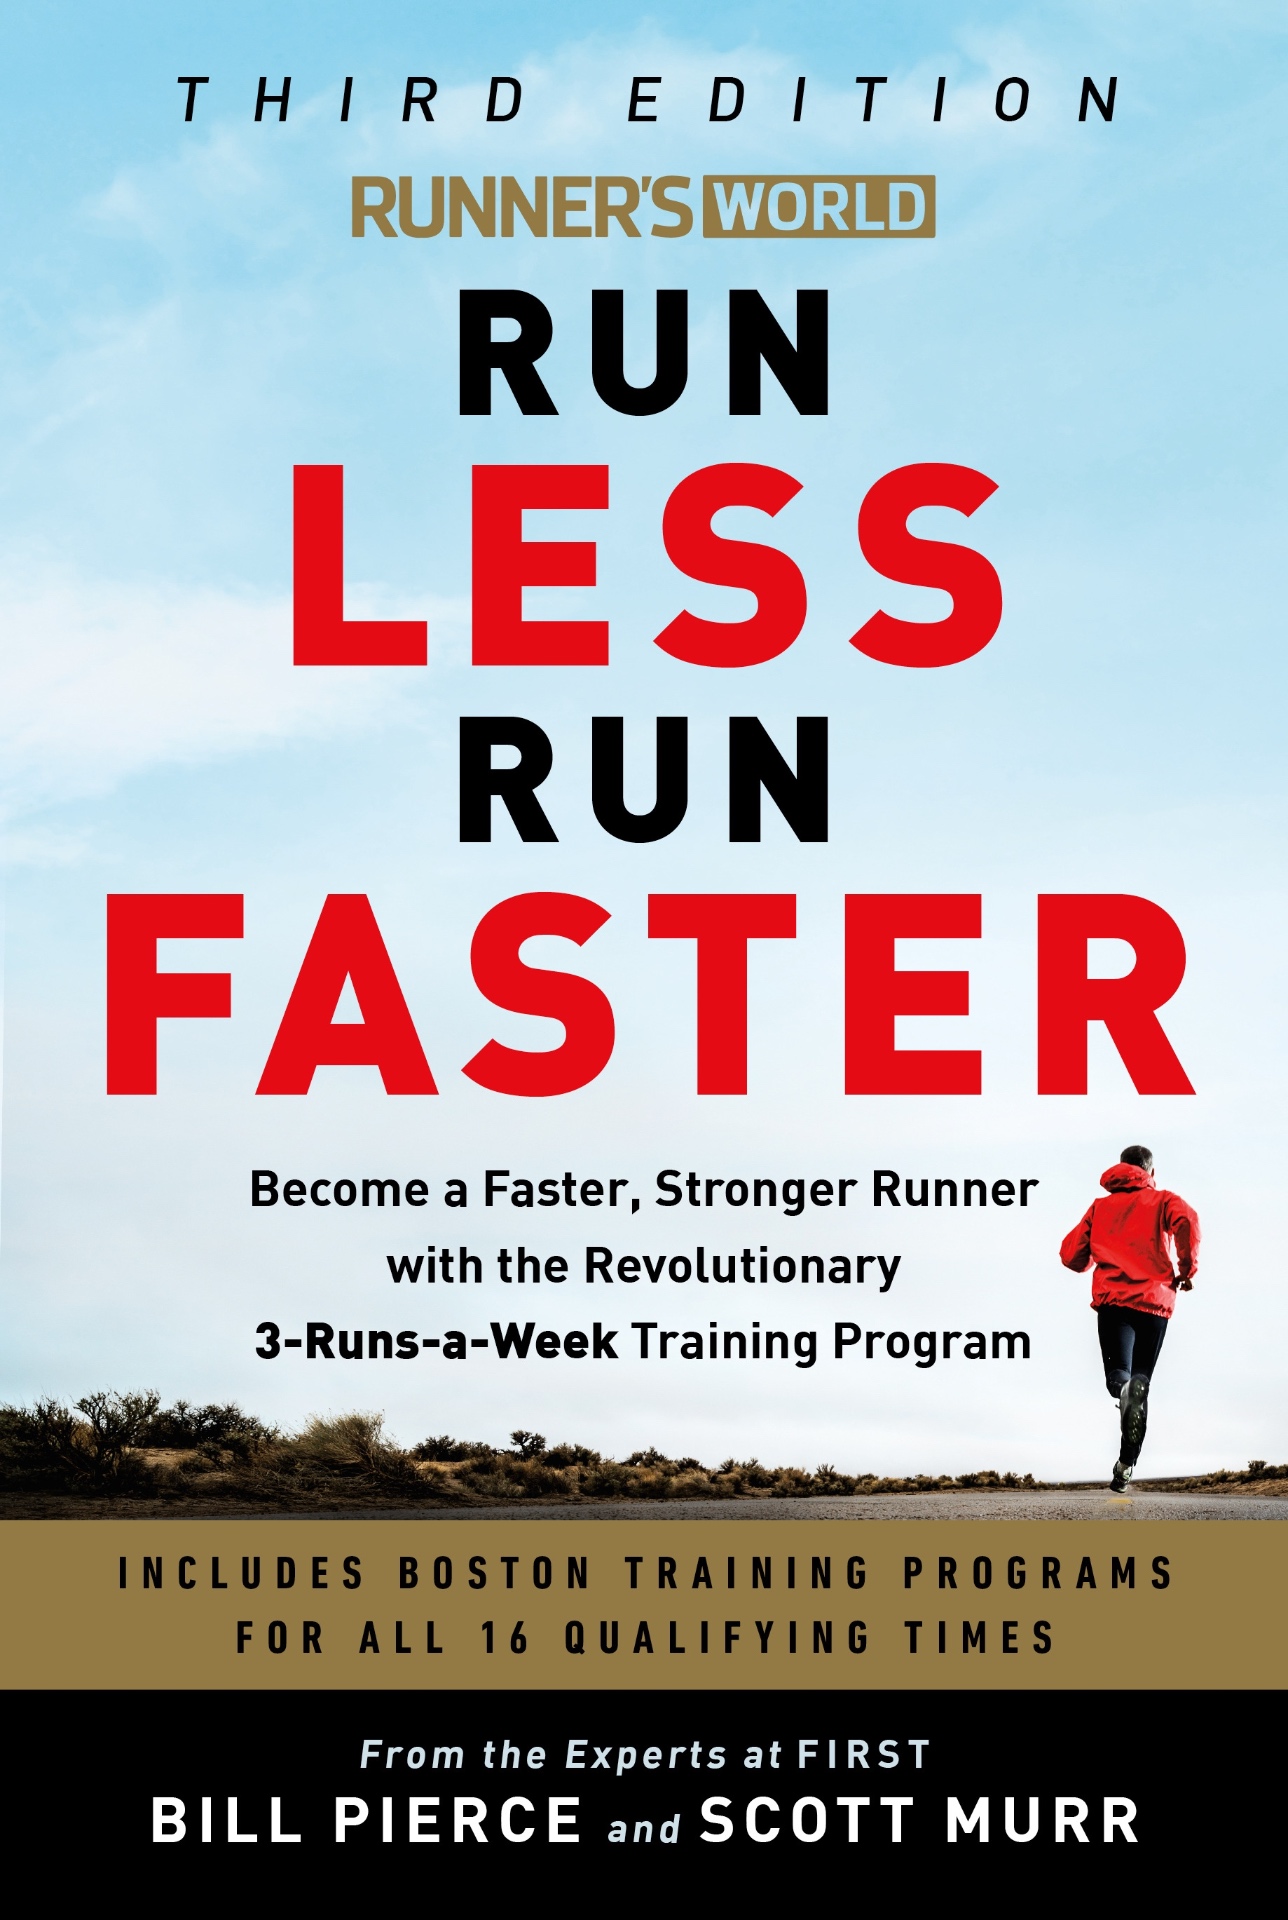 THIRD EDITION
RUNNER'S WORLD
RUN
LESS
RUN
FASTER
Become a Faster, Stronger Runner
with the Revolutionary
3-Runs-a-Week Training Program
INCLUDES BOSTON TRAINING PROGRAMS
FOR ALL 16 QUALIFYING TIMES
From the Experts at FIRST
BILL PIERCE and SCOTT MURR